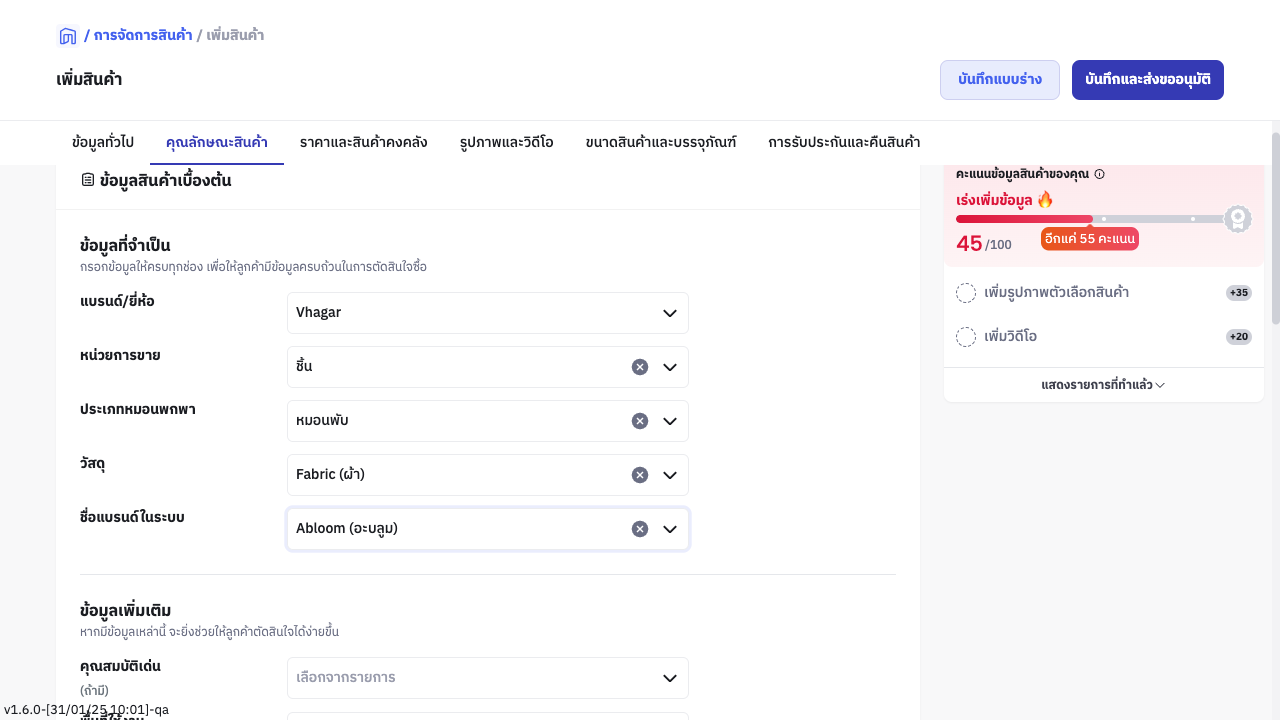 / การจัดการสินค้า / เพิ่มสินค้า
เพิ่มสินค้า
บันทึกแบบร่าง
บันทึกและส่งขออนุมัติ
ข้อมูลทั่วไป
คุณลักษณะสินค้า
ราคาและสินค้าคงคลัง
รูปภาพและวิดีโอ
ขนาดสินค้าและบรรจุภัณฑ์
การรับประกันและคืนสินค้า
ข้อมูลสินค้าเบื้องต้น
ข้อมูลที่จำเป็น
กรอกข้อมูลให้ครบทุกช่อง เพื่อให้ลูกค้ามีข้อมูลครบถ้วนในการตัดสินใจซื้อ
แบรนด์/ยี่ห้อ
Vhagar
หน่วยการขาย
ชิ้น
ประเภทหมอนพกพา
หมอนพับ
วัสดุ
Fabric (ผ้า)
ชื่อแบรนด์ในระบบ
Abloom (อะบลูม)
ข้อมูลเพิ่มเติม
หากมีข้อมูลเหล่านี้ จะยิ่งช่วยให้ลูกค้าตัดสินใจได้ง่ายขึ้น
คุณสมบัติเด่น
(ถ้ามี)
เลือกจากรายการ
v1.6.0-[31/01/25 10:01]-qa
คะแนนข้อมูลสินค้าของคุณ
เร่งเพิ่มข้อมูล 🔥
45/100
อีกแค่ 55 คะแนน
เพิ่มรูปภาพตัวเลือกสินค้า
+35
เพิ่มวิดีโอ
+20
แสดงรายการที่ทำแล้ว